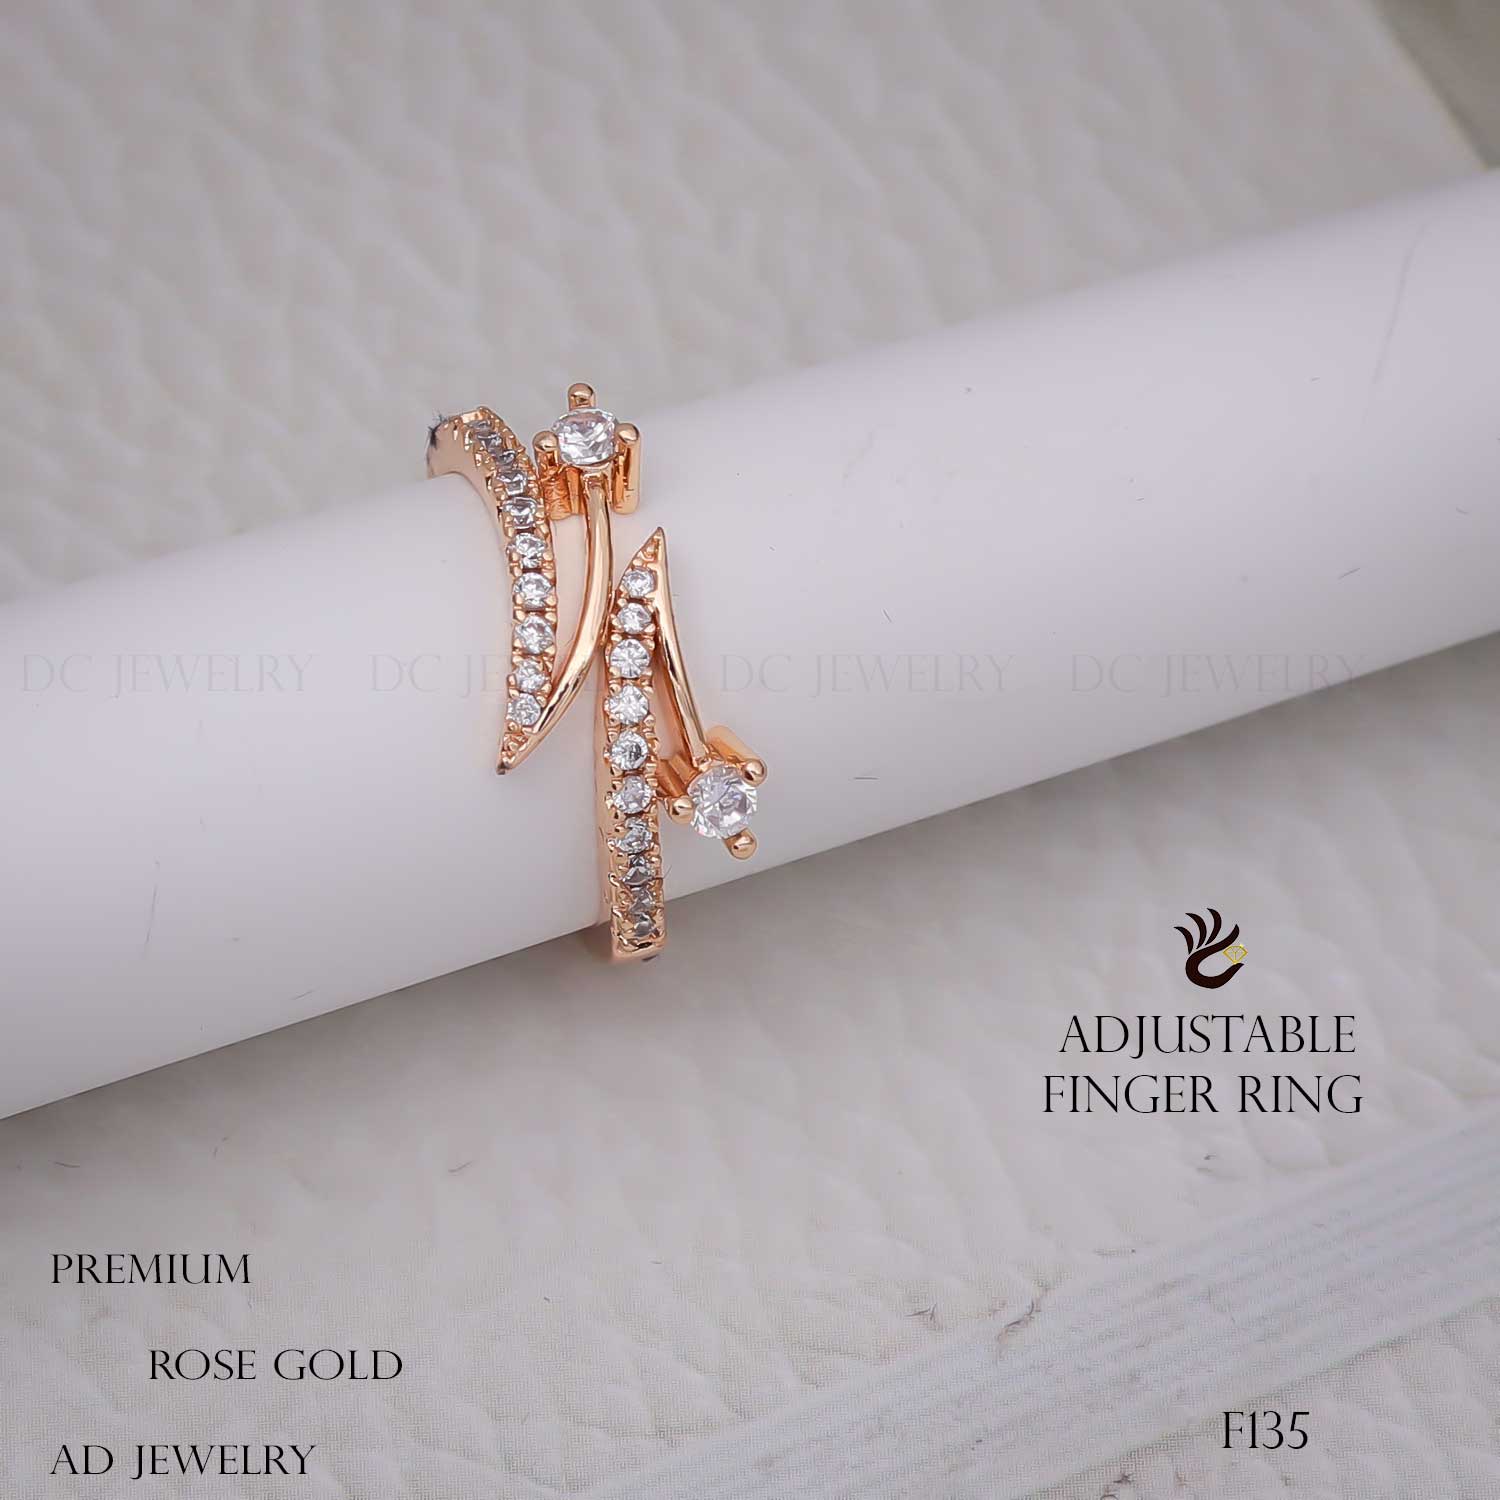 DC JEWELRY DC JEWELRY DC JEWELRY DC JEWELRY
ADJUSTABLE
FINGER RING
PREMIUM
ROSE GOLD
AD JEWELRY
F135